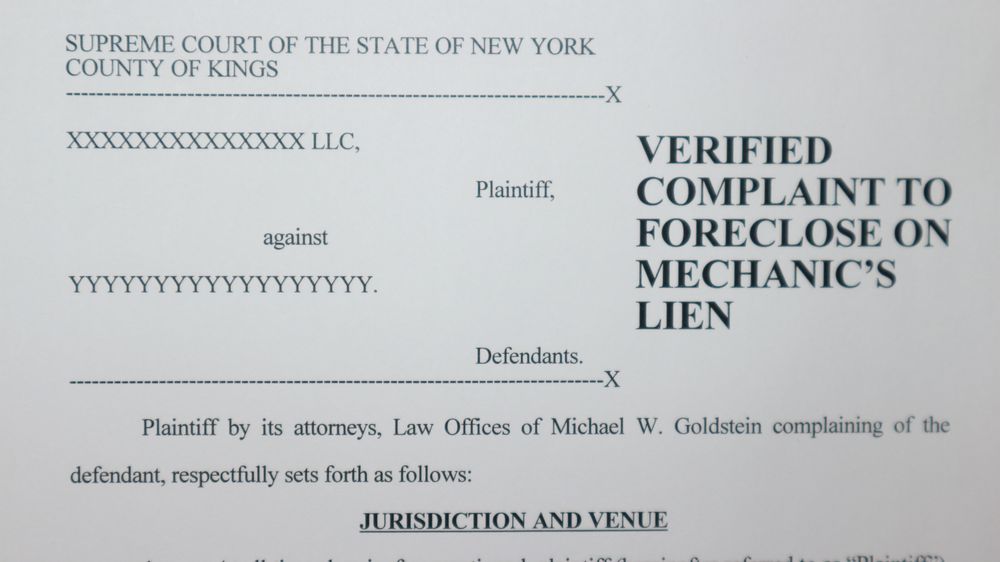 SUPREME COURT OF THE STATE OF NEW YORK
COUNTY OF KINGS
-----------------------------------------------------------------------X
XXXXXXXXXXXXXX LLC,
Plaintiff,
against
YYYYYYYYYYYYYYYYYY.
Defendants.
-----------------------------------------------------------------------X
VERIFIED
COMPLAINT TO
FORECLOSE ON
MECHANIC’S
LIEN
Plaintiff by its attorneys, Law Offices of Michael W. Goldstein complaining of the
defendant, respectfully sets forth as follows:
JURISDICTION AND VENUE